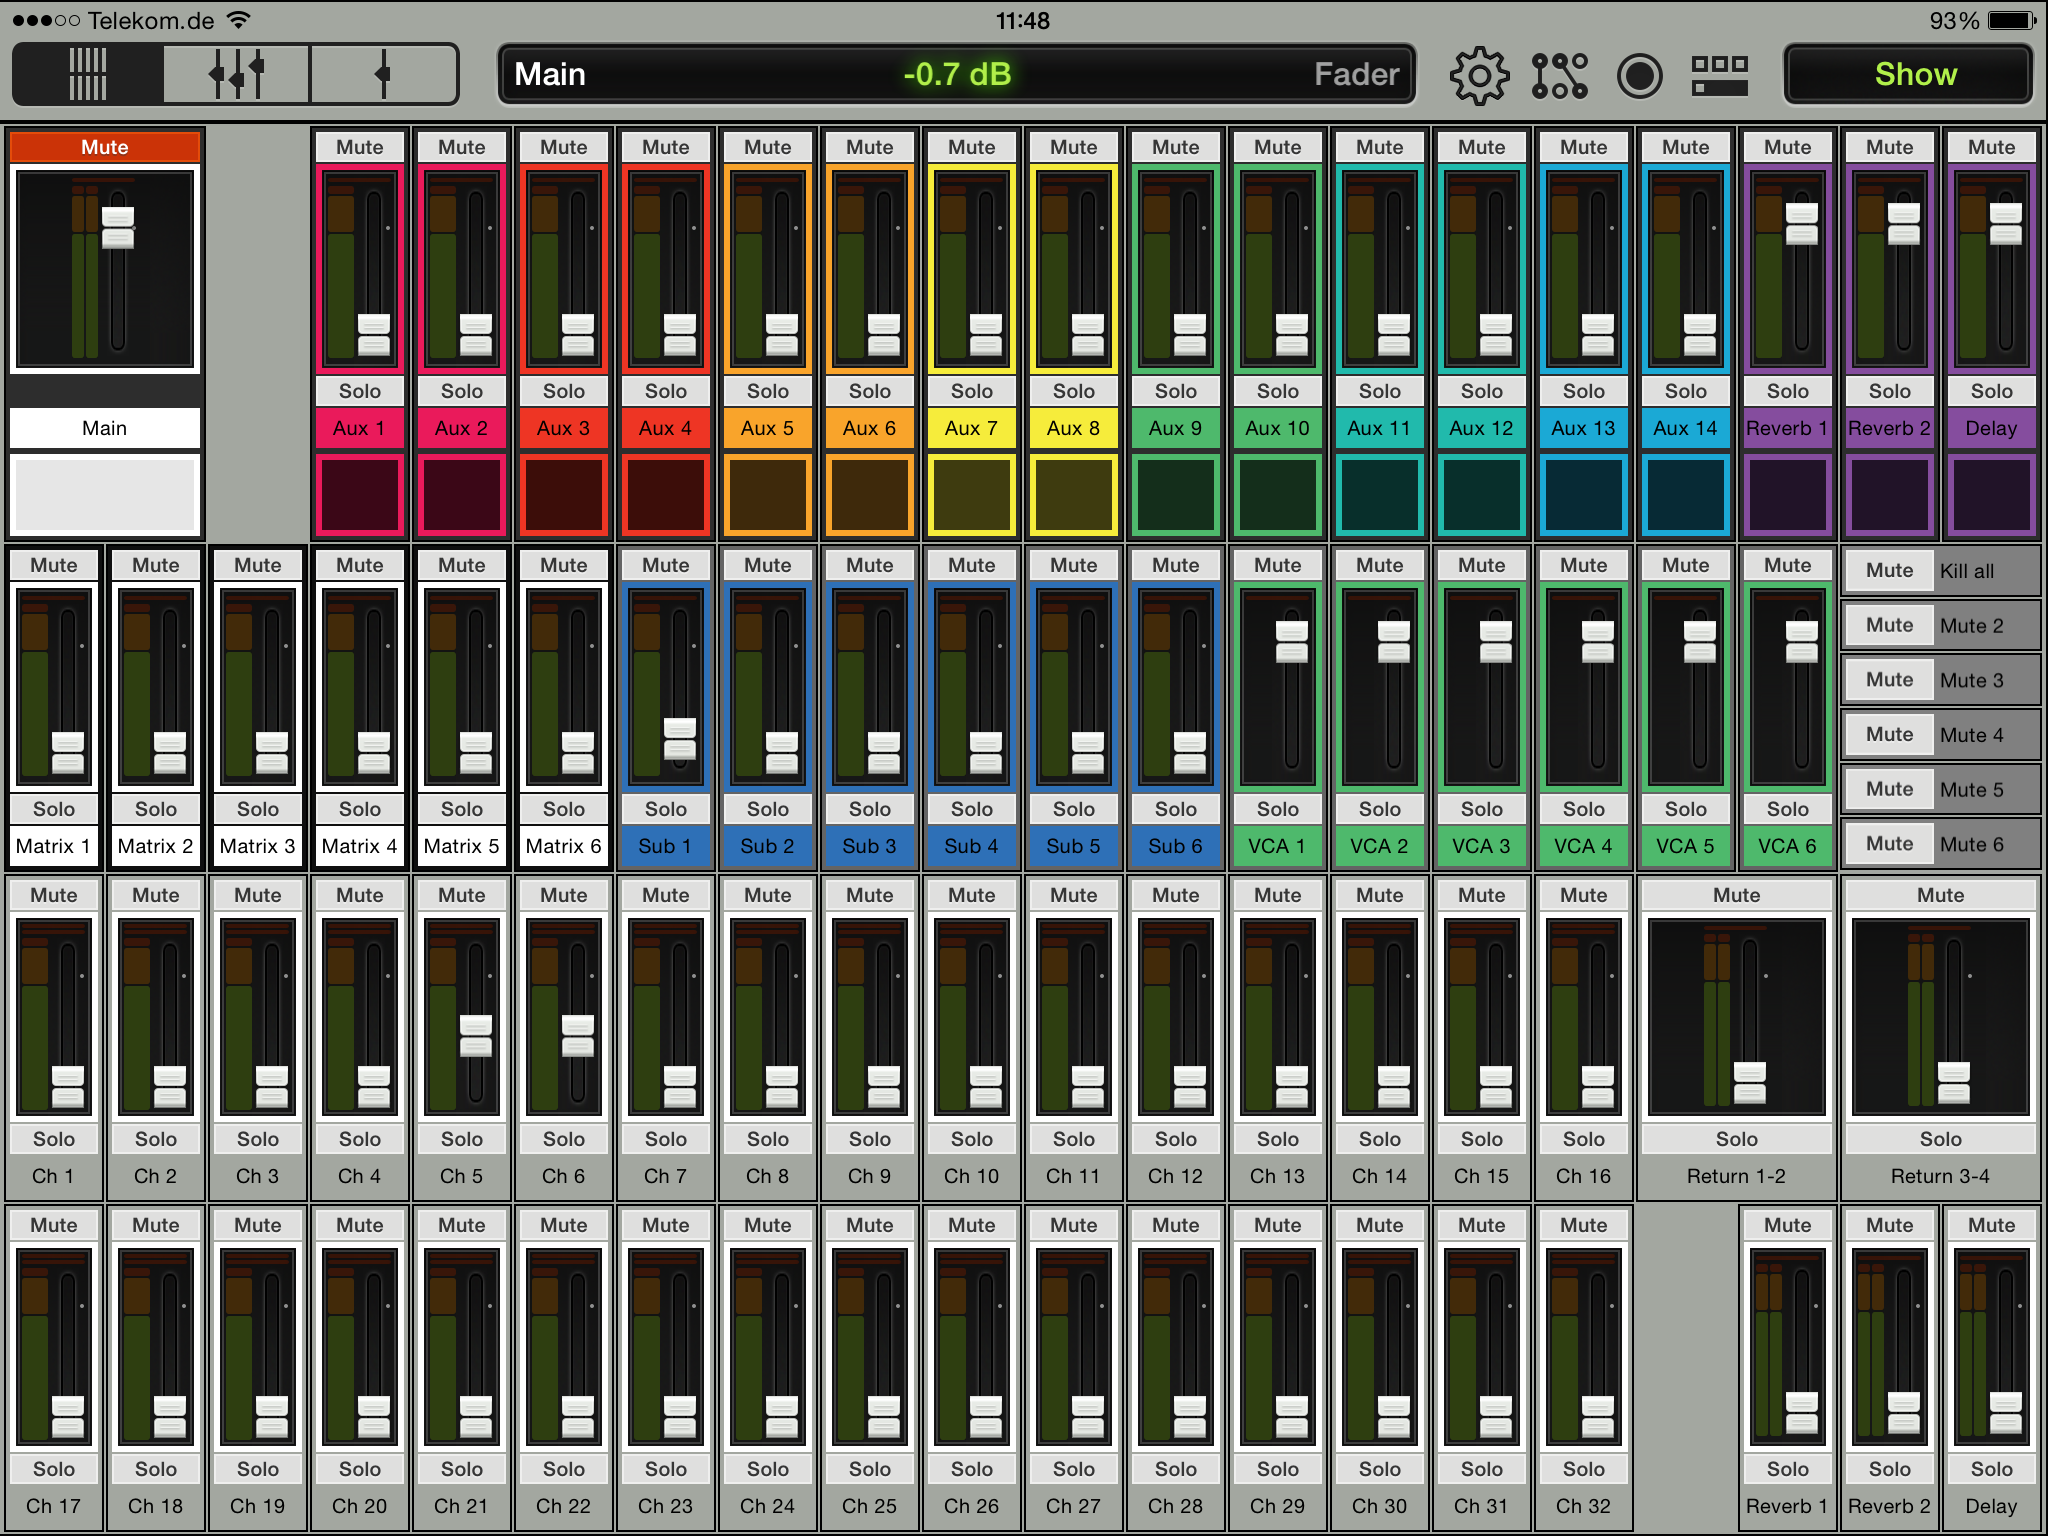 Telekom.de 11:48 93%
Main -0.7 dB Fader Show
Mute Mute Mute Mute Mute Mute Mute Mute Mute Mute Mute Mute Mute Mute Mute Mute Mute Mute
Solo Solo Solo Solo Solo Solo Solo Solo Solo Solo Solo Solo Solo Solo Solo Solo Solo
Main Aux 1 Aux 2 Aux 3 Aux 4 Aux 5 Aux 6 Aux 7 Aux 8 Aux 9 Aux 10 Aux 11 Aux 12 Aux 13 Aux 14 Reverb 1 Reverb 2 Delay
Mute Mute Mute Mute Mute Mute Mute Mute Mute Mute Mute Mute Mute Mute Mute Mute Mute Mute
Mute Kill all
Mute Mute 2
Mute Mute 3
Mute Mute 4
Mute Mute 5
Mute Mute 6
Solo Solo Solo Solo Solo Solo Solo Solo Solo Solo Solo Solo Solo Solo Solo Solo Solo Solo
Matrix 1 Matrix 2 Matrix 3 Matrix 4 Matrix 5 Matrix 6 Sub 1 Sub 2 Sub 3 Sub 4 Sub 5 Sub 6 VCA 1 VCA 2 VCA 3 VCA 4 VCA 5 VCA 6
Mute Mute Mute Mute Mute Mute Mute Mute Mute Mute Mute Mute Mute Mute Mute Mute Mute Mute
Solo Solo Solo Solo Solo Solo Solo Solo Solo Solo Solo Solo Solo Solo Solo Solo Solo Solo
Ch 1 Ch 2 Ch 3 Ch 4 Ch 5 Ch 6 Ch 7 Ch 8 Ch 9 Ch 10 Ch 11 Ch 12 Ch 13 Ch 14 Ch 15 Ch 16 Return 1-2 Return 3-4
Mute Mute Mute Mute Mute Mute Mute Mute Mute Mute Mute Mute Mute Mute Mute Mute Mute Mute Mute
Solo Solo Solo Solo Solo Solo Solo Solo Solo Solo Solo Solo Solo Solo Solo Solo Solo Solo Solo
Ch 17 Ch 18 Ch 19 Ch 20 Ch 21 Ch 22 Ch 23 Ch 24 Ch 25 Ch 26 Ch 27 Ch 28 Ch 29 Ch 30 Ch 31 Ch 32 Reverb 1 Reverb 2 Delay